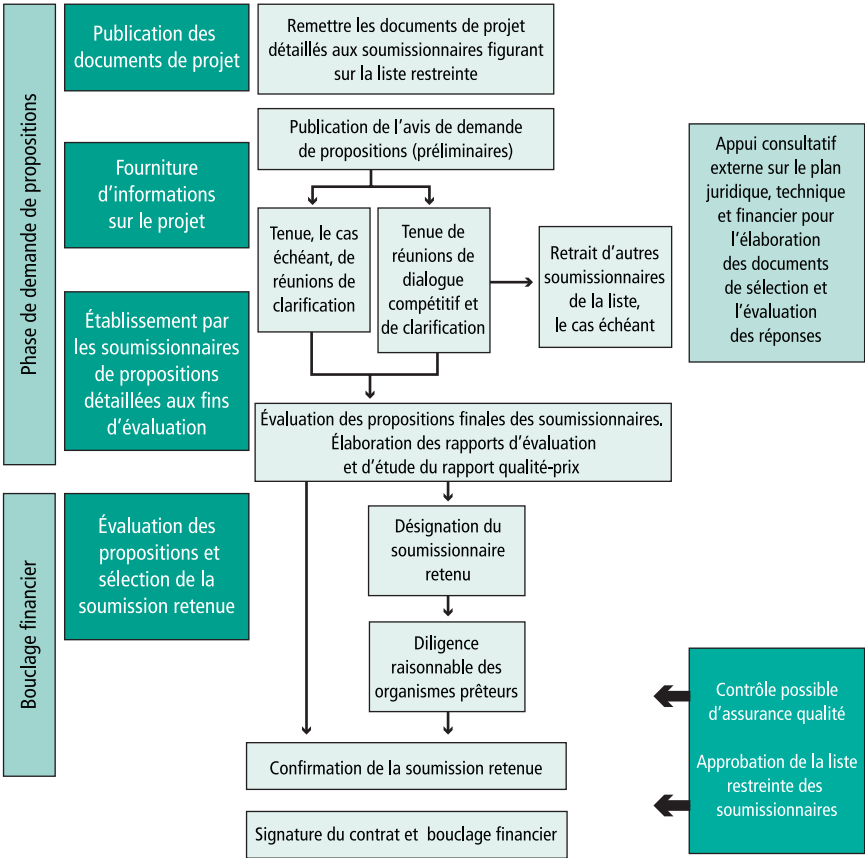 Phase de demande de propositions
Publication des
documents de projet
Remettre les documents de projet
détaillés aux soumissionnaires figurant
sur la liste restreinte
Fourniture
d'informations
sur le projet
Publication de l'avis de demande
de propositions (préliminaires)
Tenue, le cas
échéant, de
réunions de
clarification
Tenue de
réunions de
dialogue
compétitif et
de clarification
Retrait d'autres
soumissionnaires
de la liste,
le cas échéant
Appui consultatif
externe sur le plan
juridique, technique
et financier pour
l'élaboration
des documents
de sélection et
l'évaluation
des réponses
Établissement par
les soumissionnaires
de propositions
détaillées aux fins
d'évaluation
Évaluation des propositions finales des soumissionnaires.
Élaboration des rapports d'évaluation
et d'étude du rapport qualité-prix
Bouclage financier
Évaluation des
propositions et
sélection de la
soumission retenue
Désignation du
soumissionnaire
retenu
Diligence
raisonnable des
organismes prêteurs
Confirmation de la soumission retenue
Signature du contrat et bouclage financier
Contrôle possible
d'assurance qualité
Approbation de la liste
restreinte des
soumissionnaires